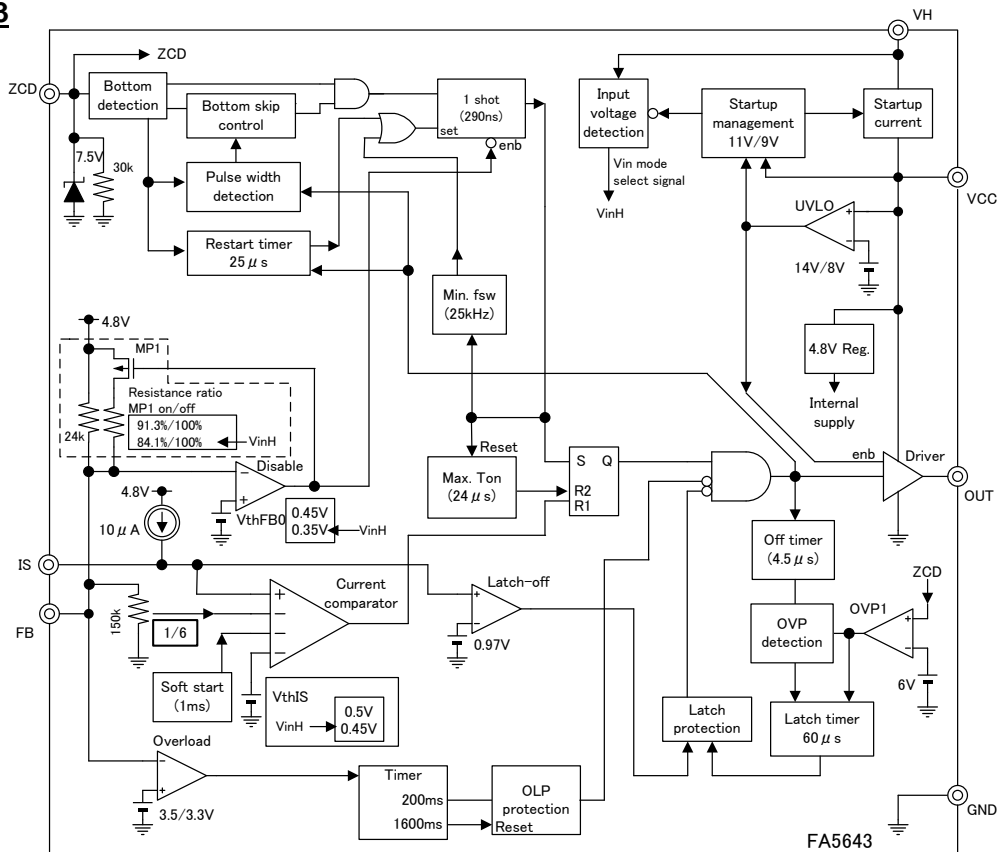 B
VH
ZCD
ZCD
Bottom
detection
Bottom skip
control
1 shot
(290ns)
set
enb
Input
voltage
detection
Startup
management
11V/9V
Startup
current
Vin mode
select signal
VinH
7.5V
30k
Pulse width
detection
VCC
UVLO
14V/8V
Restart timer
25μs
Min. fsw
(25kHz)
4.8V
MP1
4.8V Reg.
Internal
supply
Resistance ratio
MP1 on/off
91.3%/100%
84.1%/100%
VinH
24k
Disable
Reset
Max. Ton
(24μs)
S Q
R2
R1
enb
Driver
OUT
4.8V
10μA
VthFB0
0.45V
0.35V
VinH
Off timer
(4.5μs)
IS
Current
comparator
Latch-off
ZCD
FB
150k
1/6
0.97V
OVP
detection
OVP1
6V
Soft start
(1ms)
VthIS
VinH
0.5V
0.45V
Latch
protection
Latch timer
60μs
Overload
3.5/3.3V
Timer
200ms
1600ms
OLP
protection
Reset
GND
FA5643